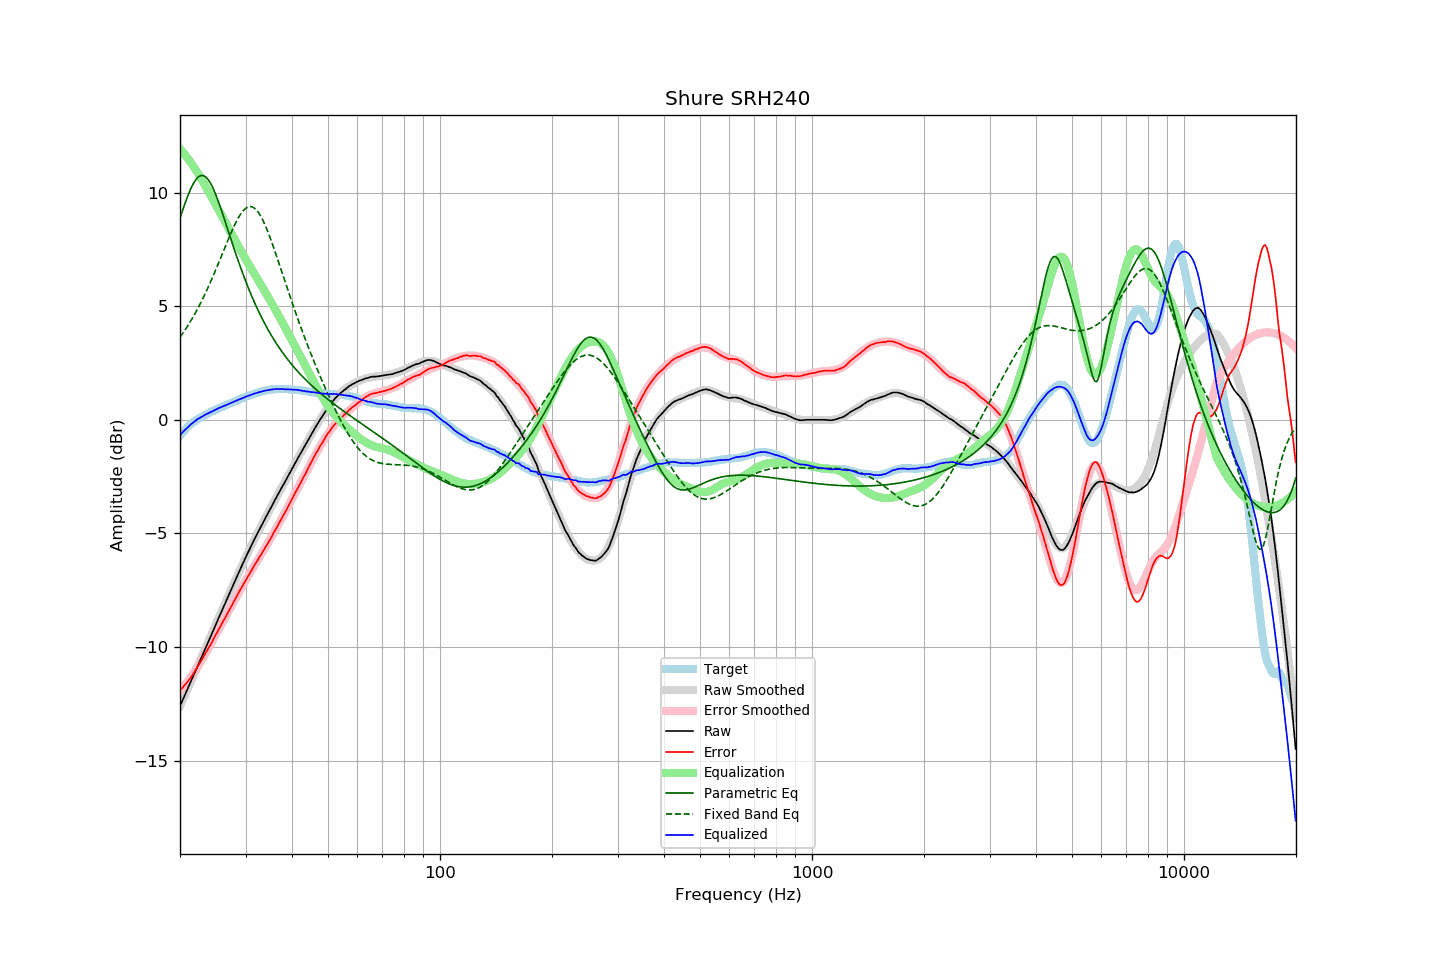 Shure SRH240
Amplitude (dBr)
10
5
0
−5
−10
−15
Target
Raw Smoothed
Error Smoothed
Raw
Error
Equalization
Parametric Eq
Fixed Band Eq
Equalized
100
1000
10000
Frequency (Hz)